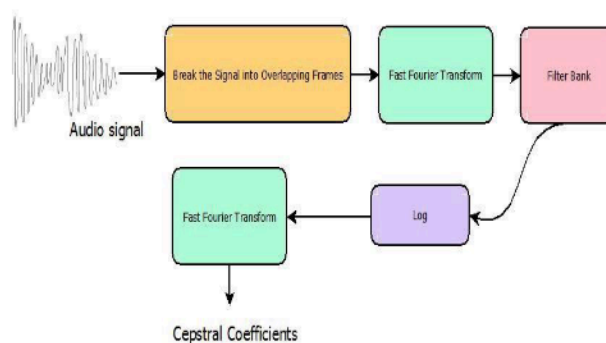 Audio signal
Break the Signal into Overlapping Frames
Fast Fourier Transform
Filter Bank
Log
Fast Fourier Transform
Cepstral Coefficients